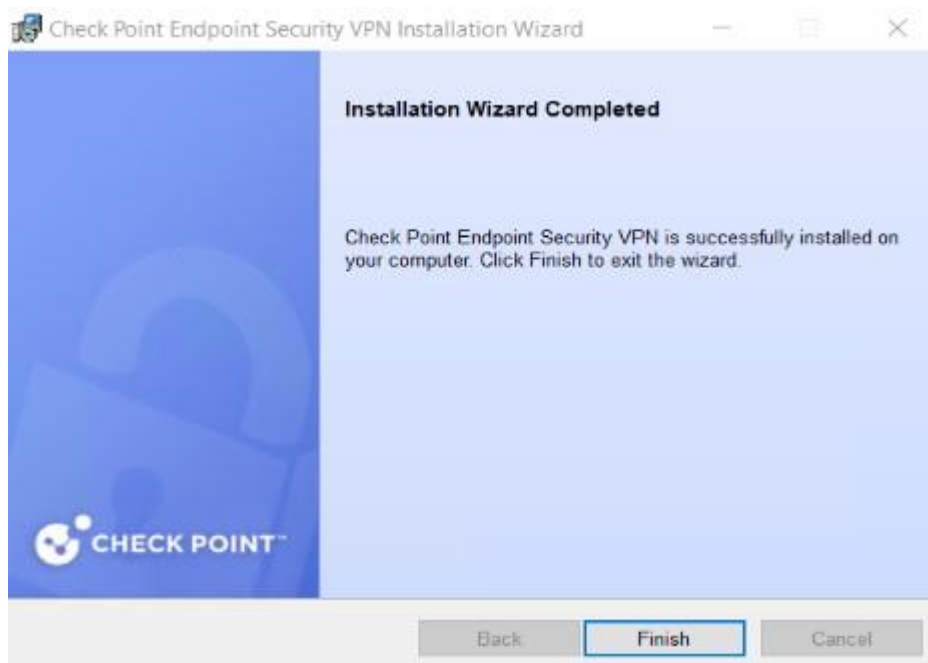 Check Point Endpoint Security VPN Installation Wizard
Installation Wizard Completed
Check Point Endpoint Security VPN is successfully installed on
your computer. Click Finish to exit the wizard.
CHECK POINT™
Back
Finish
Cancel